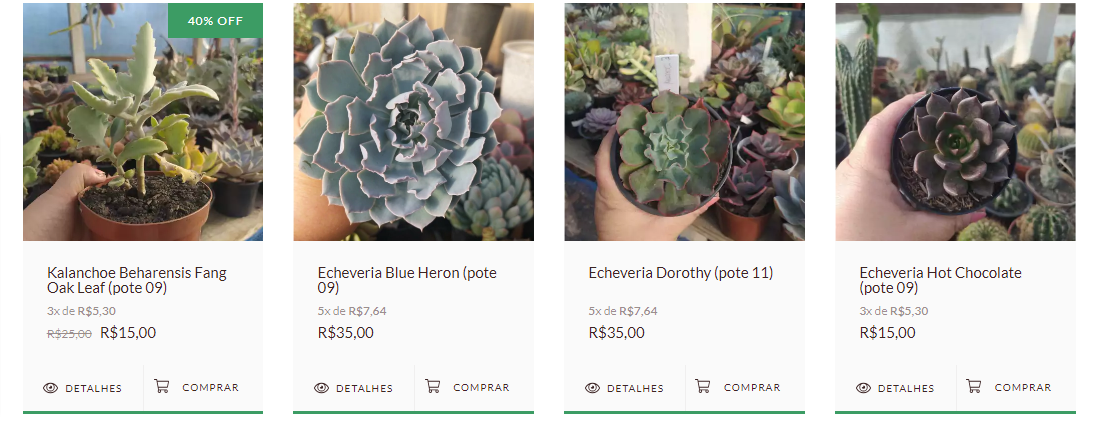 40% OFF
Kalanchoe Beharensis Fang
Oak Leaf (pote 09)
3x de R$5,30
R$25,00 R$15,00
DETALHES COMPRAR
Echeveria Blue Heron (pote
09)
5x de R$7,64
R$35,00
DETALHES COMPRAR
Echeveria Dorothy (pote 11)
5x de R$7,64
R$35,00
DETALHES COMPRAR
Echeveria Hot Chocolate
(pote 09)
3x de R$5,30
R$15,00
DETALHES COMPRAR